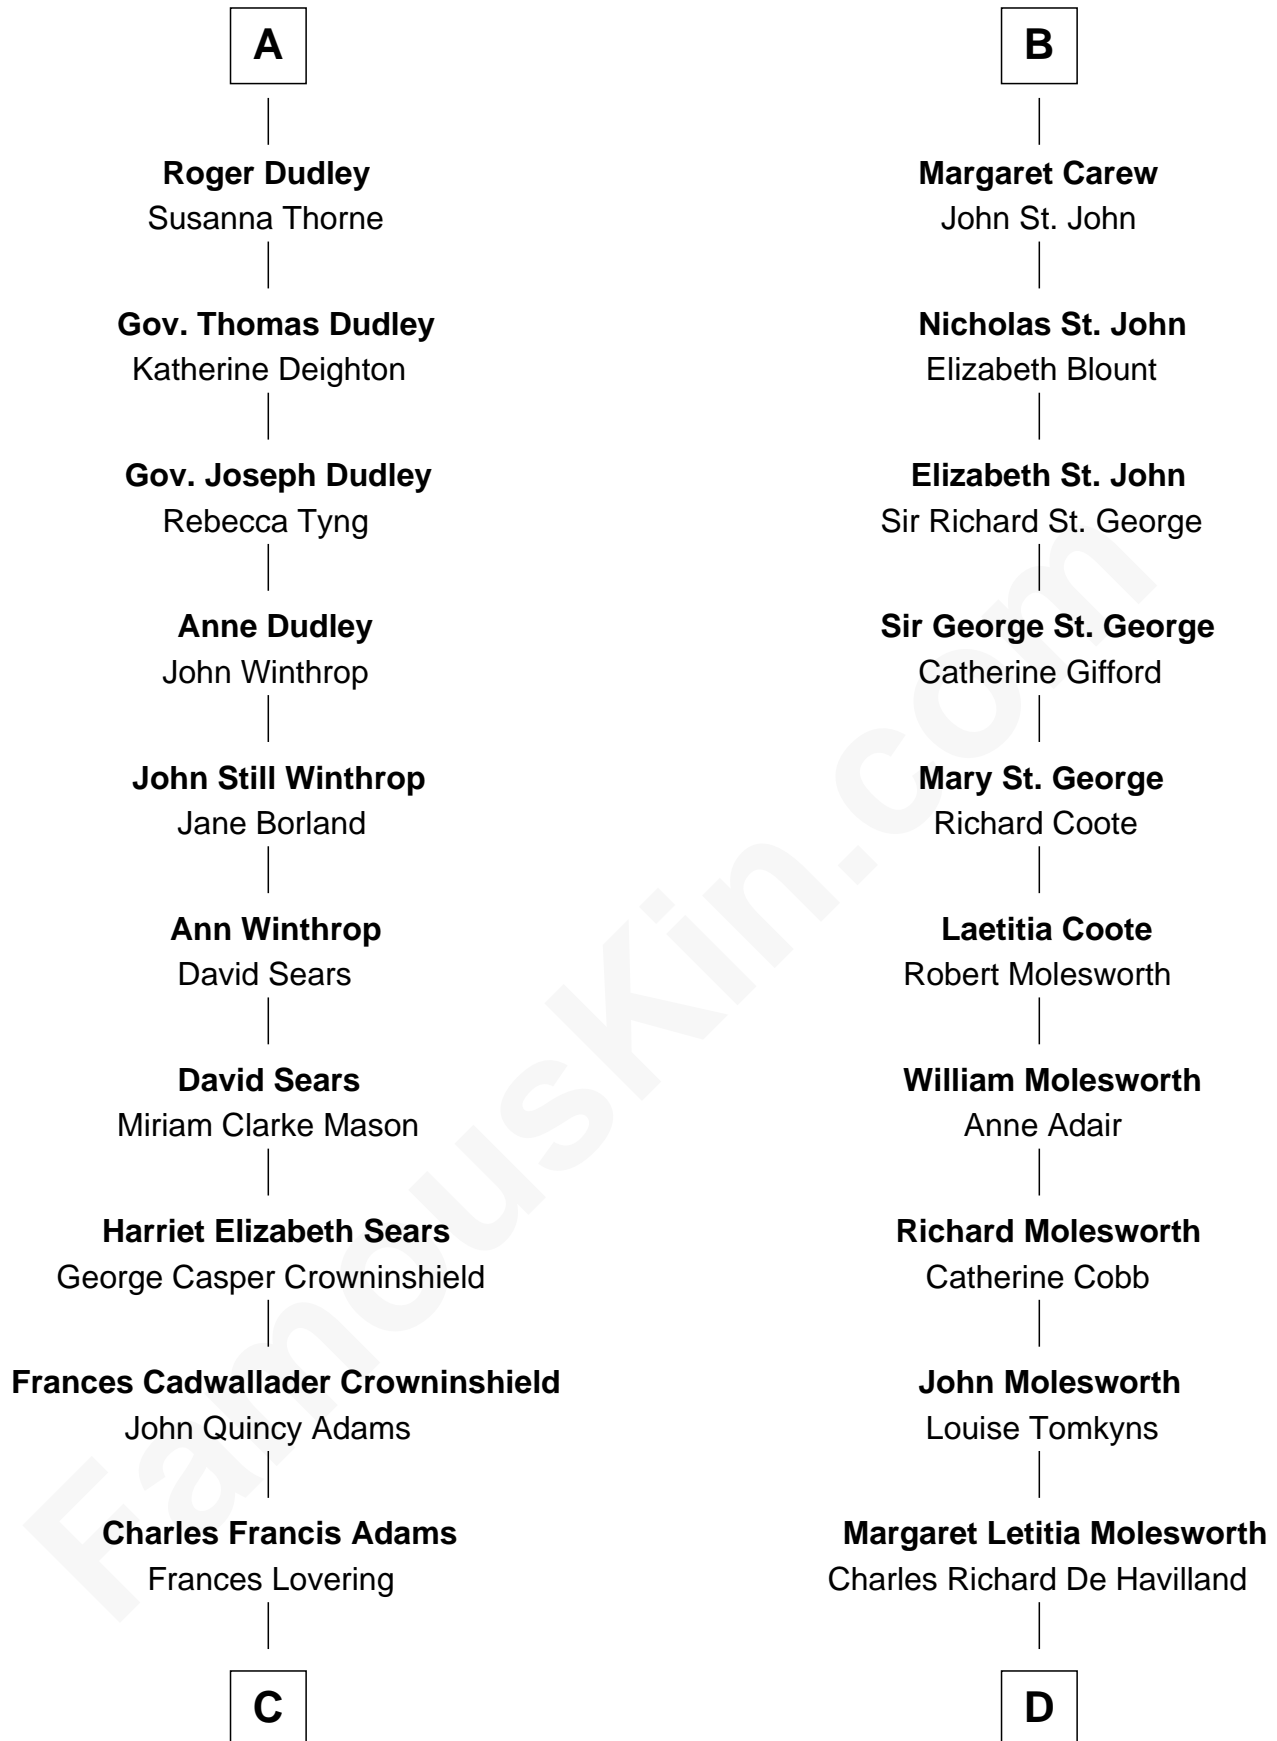 A
Roger Dudley
Susanna Thorne
Gov. Thomas Dudley
Katherine Deighton
Gov. Joseph Dudley
Rebecca Tyng
Anne Dudley
John Winthrop
John Still Winthrop
Jane Borland
Ann Winthrop
David Sears
David Sears
Miriam Clarke Mason
Harriet Elizabeth Sears
George Casper Crowninshield
Frances Cadwallader Crowninshield
John Quincy Adams
Charles Francis Adams
Frances Lovering
C
B
Margaret Carew
John St. John
Nicholas St. John
Elizabeth Blount
Elizabeth St. John
Sir Richard St. George
Sir George St. George
Catherine Gifford
Mary St. George
Richard Coote
Laetitia Coote
Robert Molesworth
William Molesworth
Anne Adair
Richard Molesworth
Catherine Cobb
John Molesworth
Louise Tomkyns
Margaret Letitia Molesworth
Charles Richard De Havilland
D
FamousKin.com